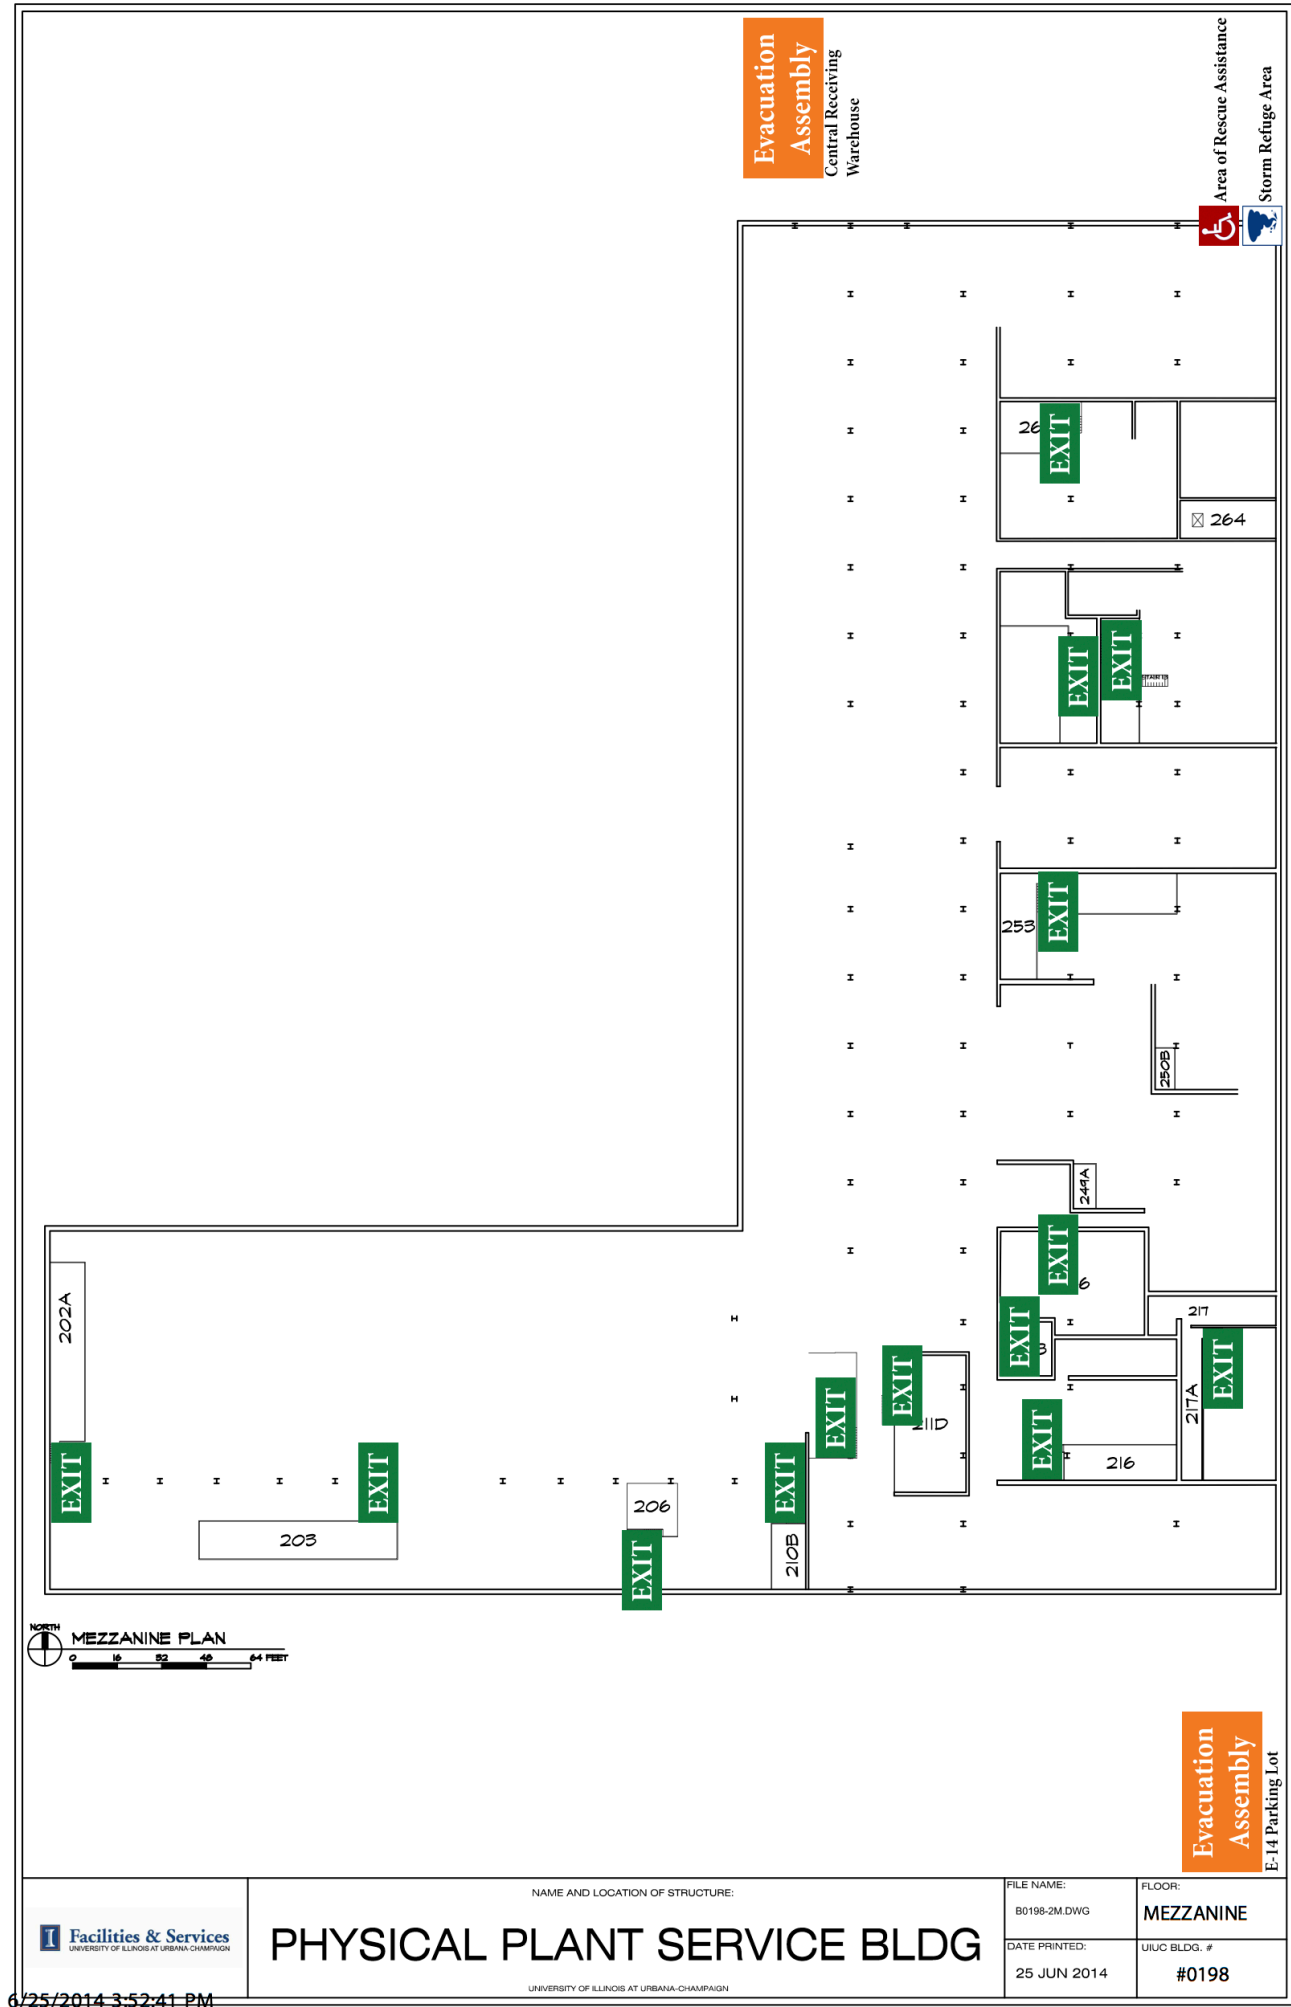 Evacuation
Assembly
Central Receiving
Warehouse
Area of Rescue Assistance
Storm Refuge Area
EXIT
264
EXIT
EXIT
EXIT
253
250B
249A
EXIT
6
217
EXIT
EXIT
217A
202A
EXIT
EXIT
211D
EXIT
216
EXIT
EXIT
EXIT
206
203
210B
EXIT
NORTH
MEZZANINE PLAN
0 16 32 48 64 FEET
Evacuation
Assembly
E-14 Parking Lot
I Facilities & Services
UNIVERSITY OF ILLINOIS AT URBANA-CHAMPAIGN
NAME AND LOCATION OF STRUCTURE:
PHYSICAL PLANT SERVICE BLDG
UNIVERSITY OF ILLINOIS AT URBANA-CHAMPAIGN
FILE NAME:
B0198-2M.DWG
FLOOR:
MEZZANINE
DATE PRINTED:
25 JUN 2014
UIUC BLDG. #
#0198
6/25/2014 3:52:41 PM